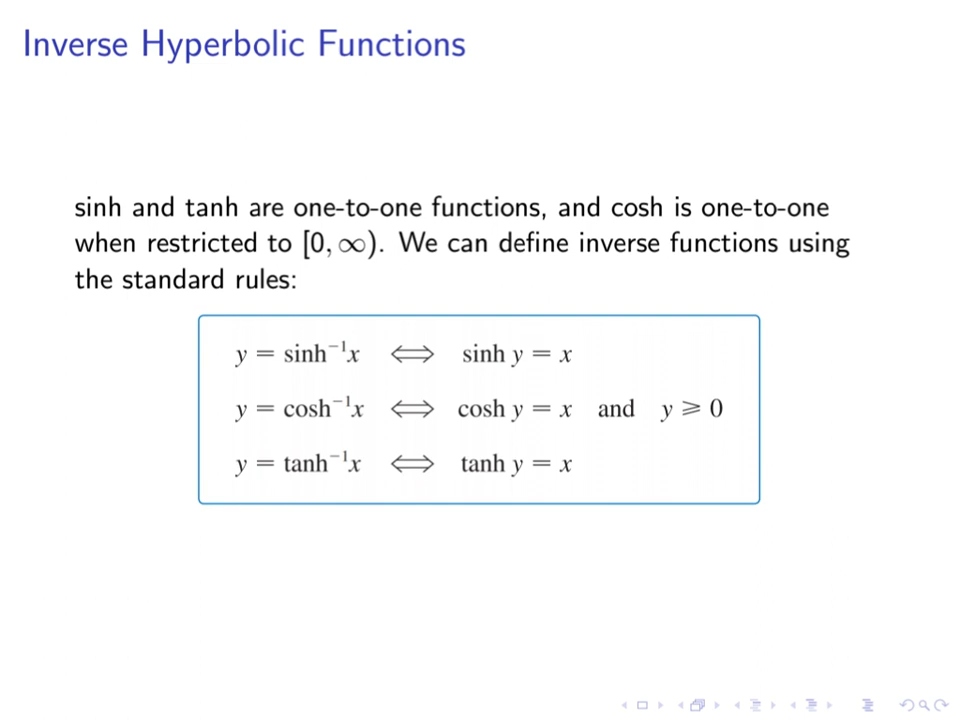 Inverse Hyperbolic Functions
sinh and tanh are one-to-one functions, and cosh is one-to-one
when restricted to [0, ∞). We can define inverse functions using
the standard rules:
y = sinh⁻¹x ⟺ sinh y = x
y = cosh⁻¹x ⟺ cosh y = x and y ⩾ 0
y = tanh⁻¹x ⟺ tanh y = x